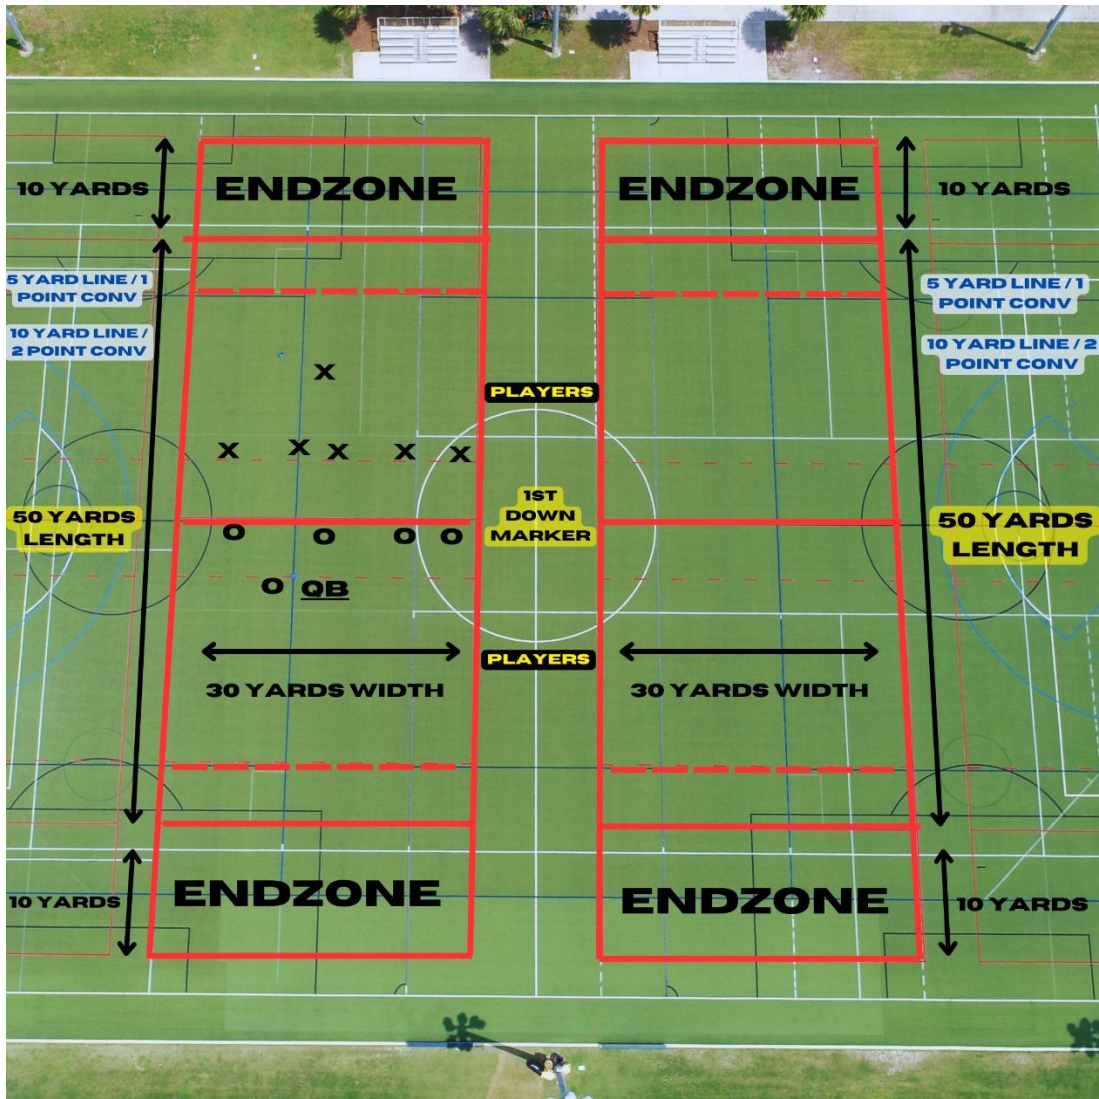 ENDZONE
ENDZONE
10 YARDS
10 YARDS
5 YARD LINE / 1
POINT CONV
5 YARD LINE / 1
POINT CONV
10 YARD LINE /
2 POINT CONV
10 YARD LINE / 2
POINT CONV
X
PLAYERS
X X X X X
1ST
DOWN
MARKER
50 YARDS
LENGTH
50 YARDS
LENGTH
O O O O
O QB
PLAYERS
30 YARDS WIDTH
30 YARDS WIDTH
ENDZONE
ENDZONE
10 YARDS
10 YARDS